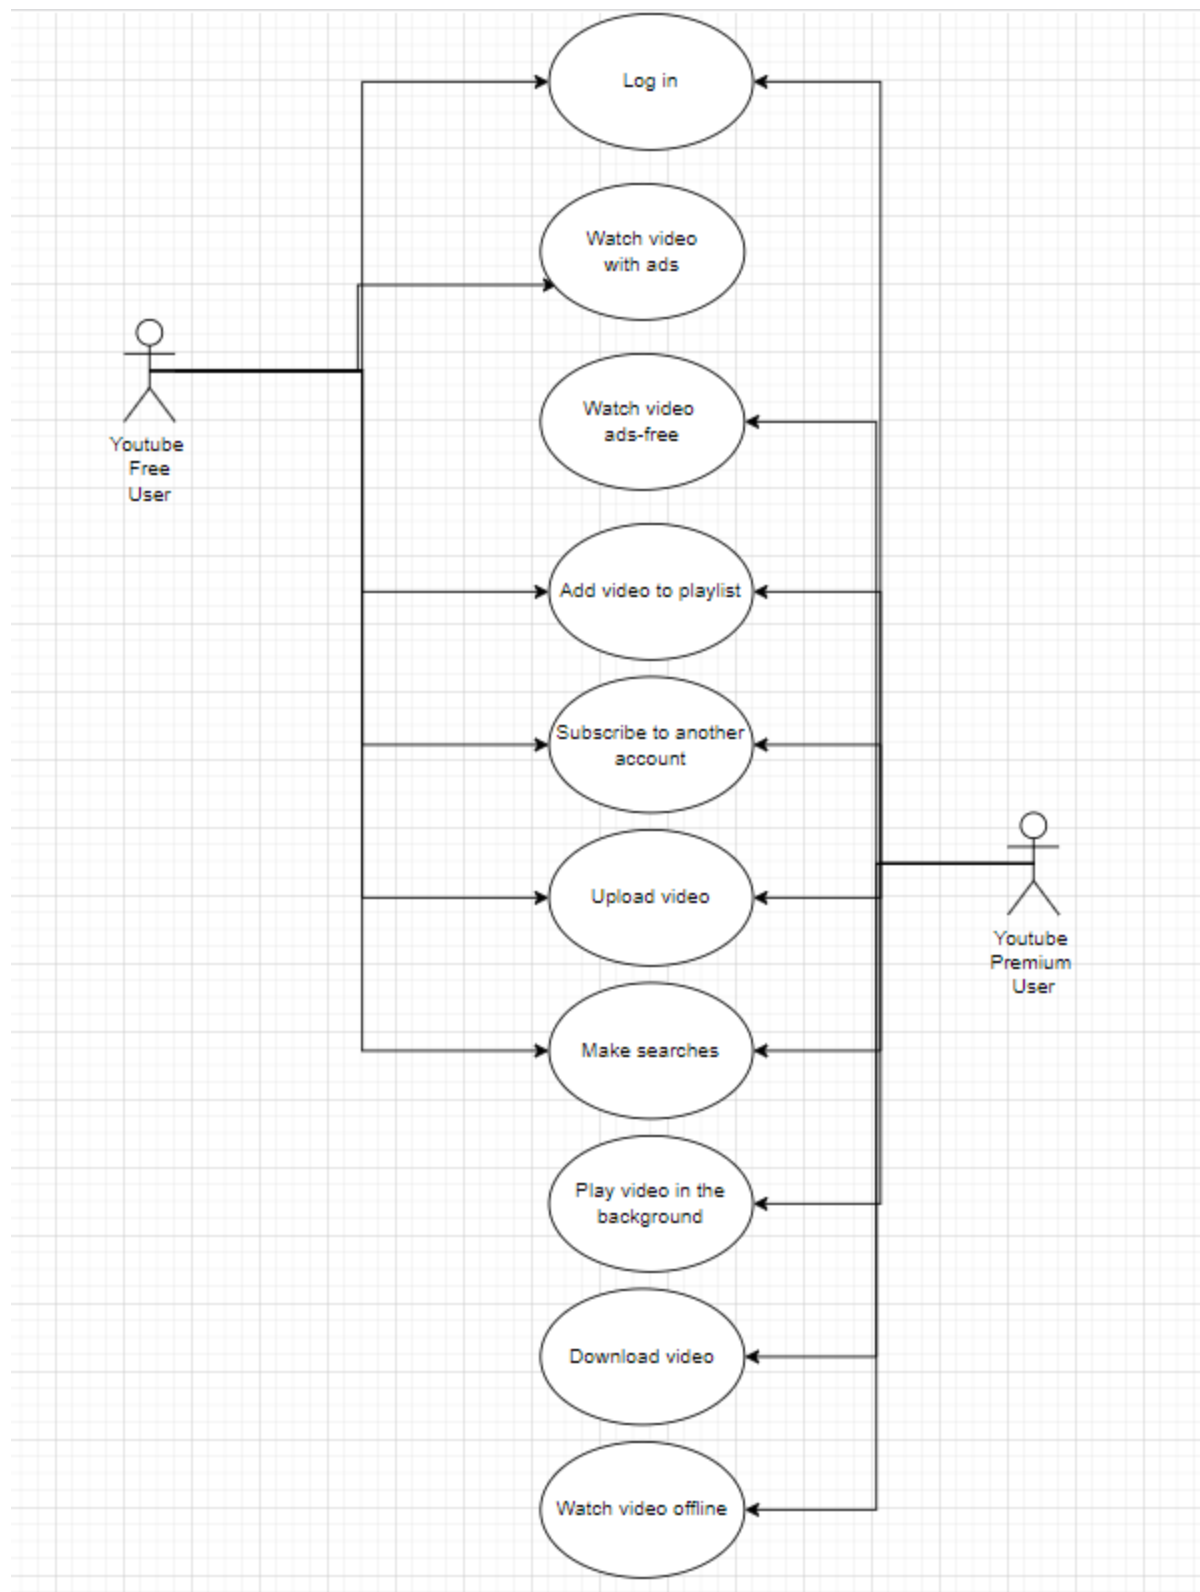 Log in
Watch video
with ads
Youtube
Free
User
Watch video
ads-free
Add video to playlist
Subscribe to another
account
Upload video
Youtube
Premium
User
Make searches
Play video in the
background
Download video
Watch video offline